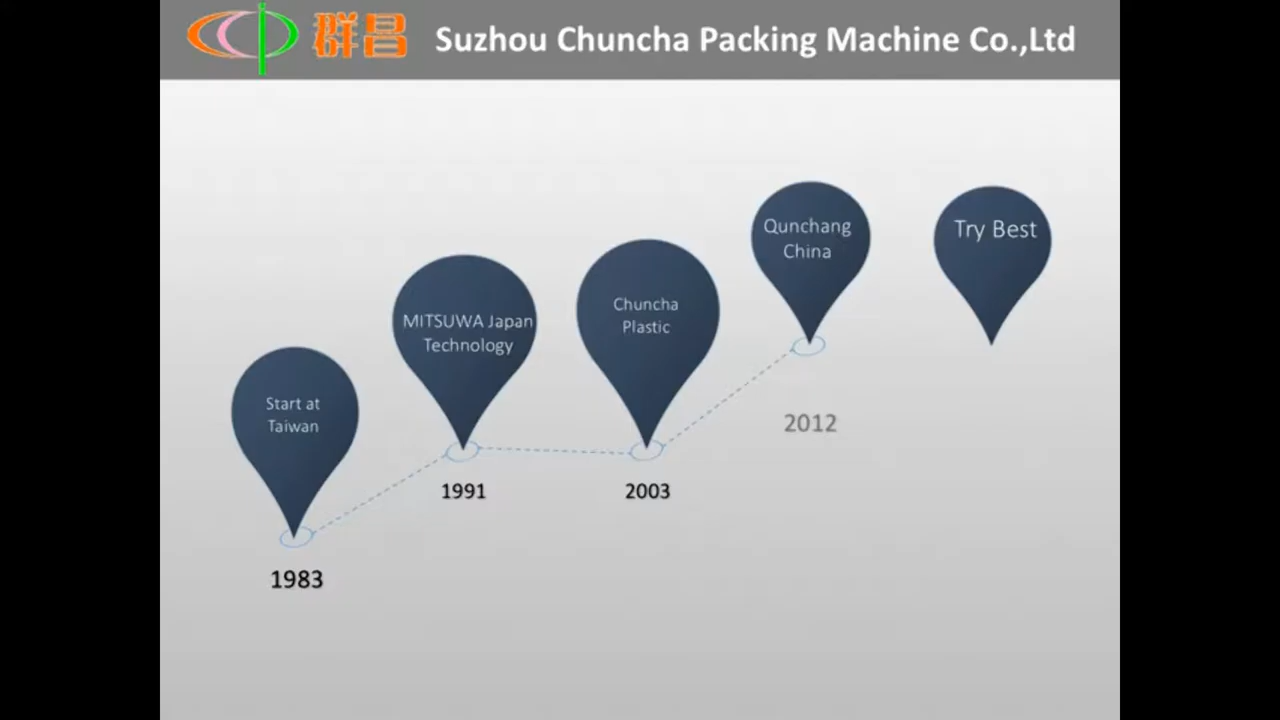 群昌 Suzhou Chuncha Packing Machine Co.,Ltd
Start at
Taiwan
1983
MITSUWA Japan
Technology
1991
Chuncha
Plastic
2003
Qunchang
China
2012
Try Best